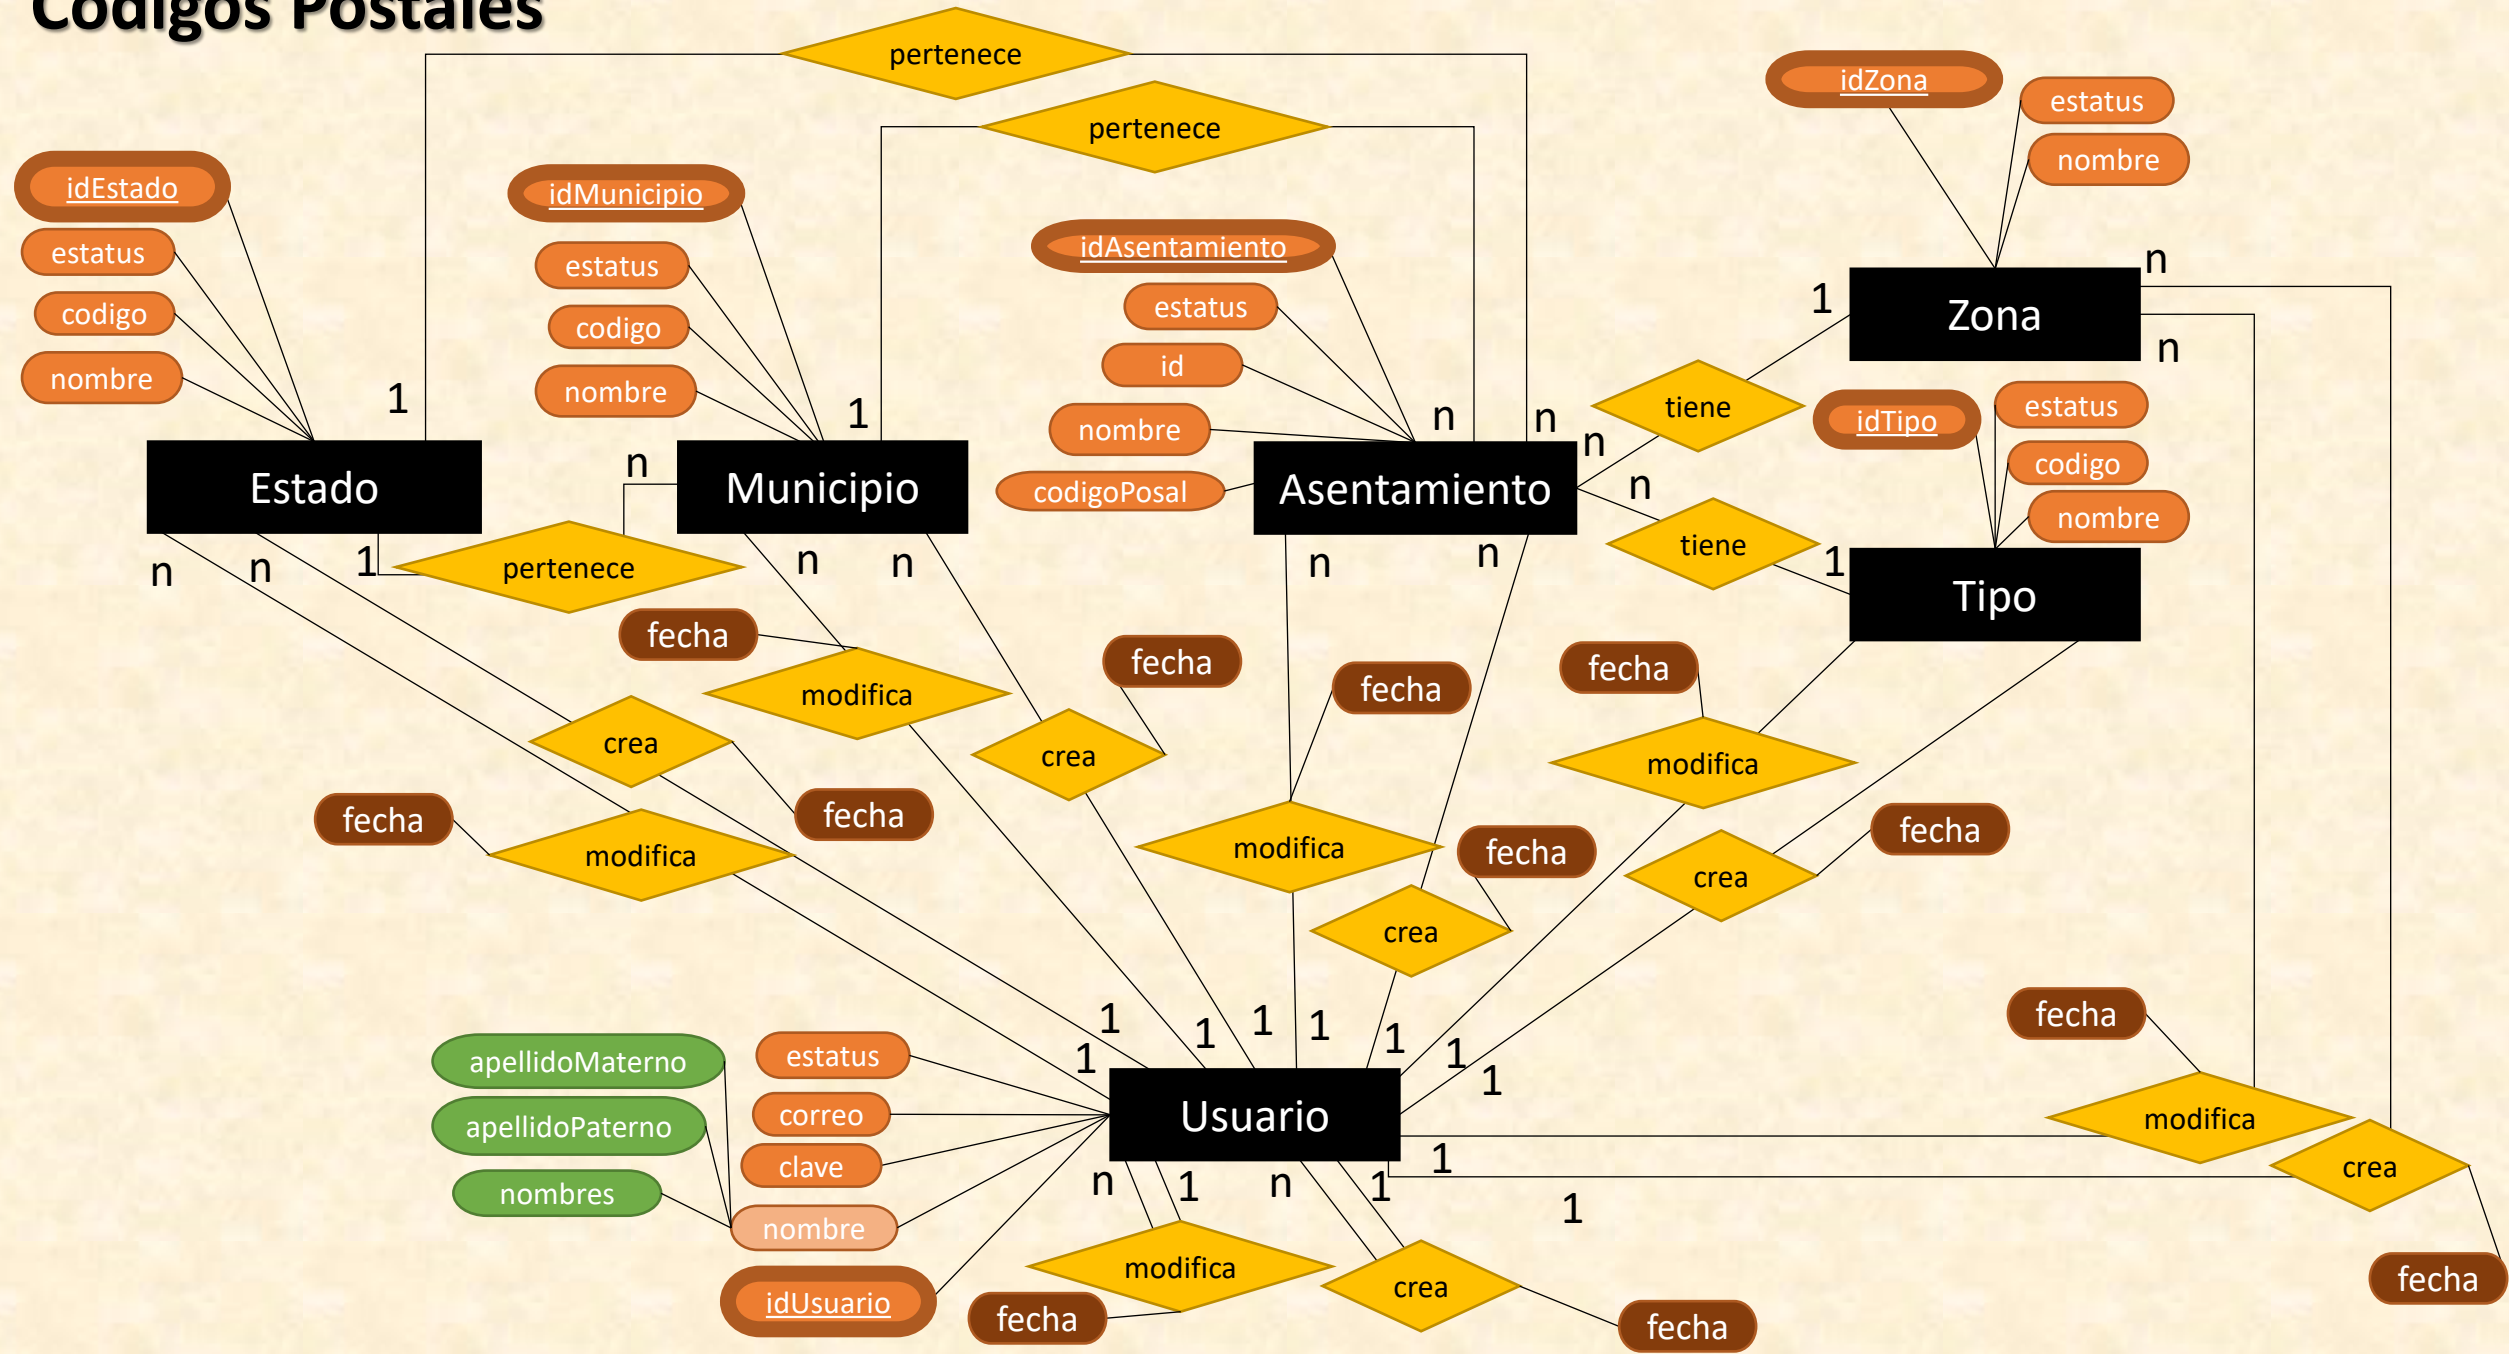 Codigos Postales
pertenece
pertenece
idZona
estatus
nombre
idEstado
estatus
codigo
nombre
idMunicipio
estatus
codigo
nombre
idAsentamiento
estatus
id
nombre
codigoPosal
1
1
n
n
n
n
1
n
n
Zona
tiene
idTipo
estatus
codigo
nombre
Estado
Municipio
Asentamiento
n
n
tiene
1
Tipo
n
n
1
pertenece
n
n
n
n
fecha
modifica
fecha
crea
fecha
fecha
modifica
crea
fecha
fecha
modifica
modifica
fecha
crea
crea
fecha
fecha
modifica
crea
fecha
1
1
1
1
1
1
1
1
Usuario
apellidoMaterno
apellidoPaterno
nombres
estatus
correo
clave
nombre
idUsuario
n
1
n
1
1
1
modifica
fecha
crea
fecha
modifica
crea
fecha
fecha